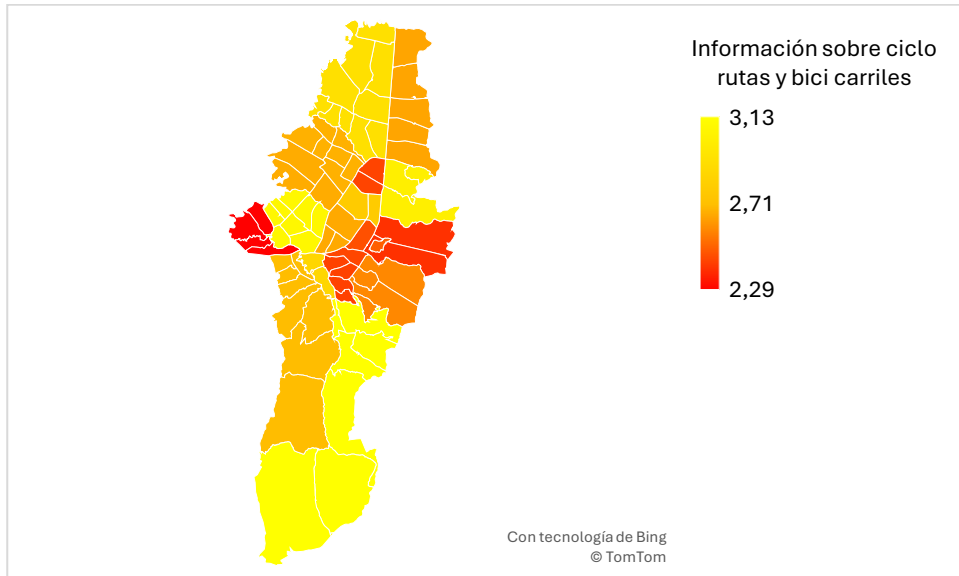 Información sobre ciclo
rutas y bici carriles
3,13
2,71
2,29
Con tecnología de Bing
© TomTom